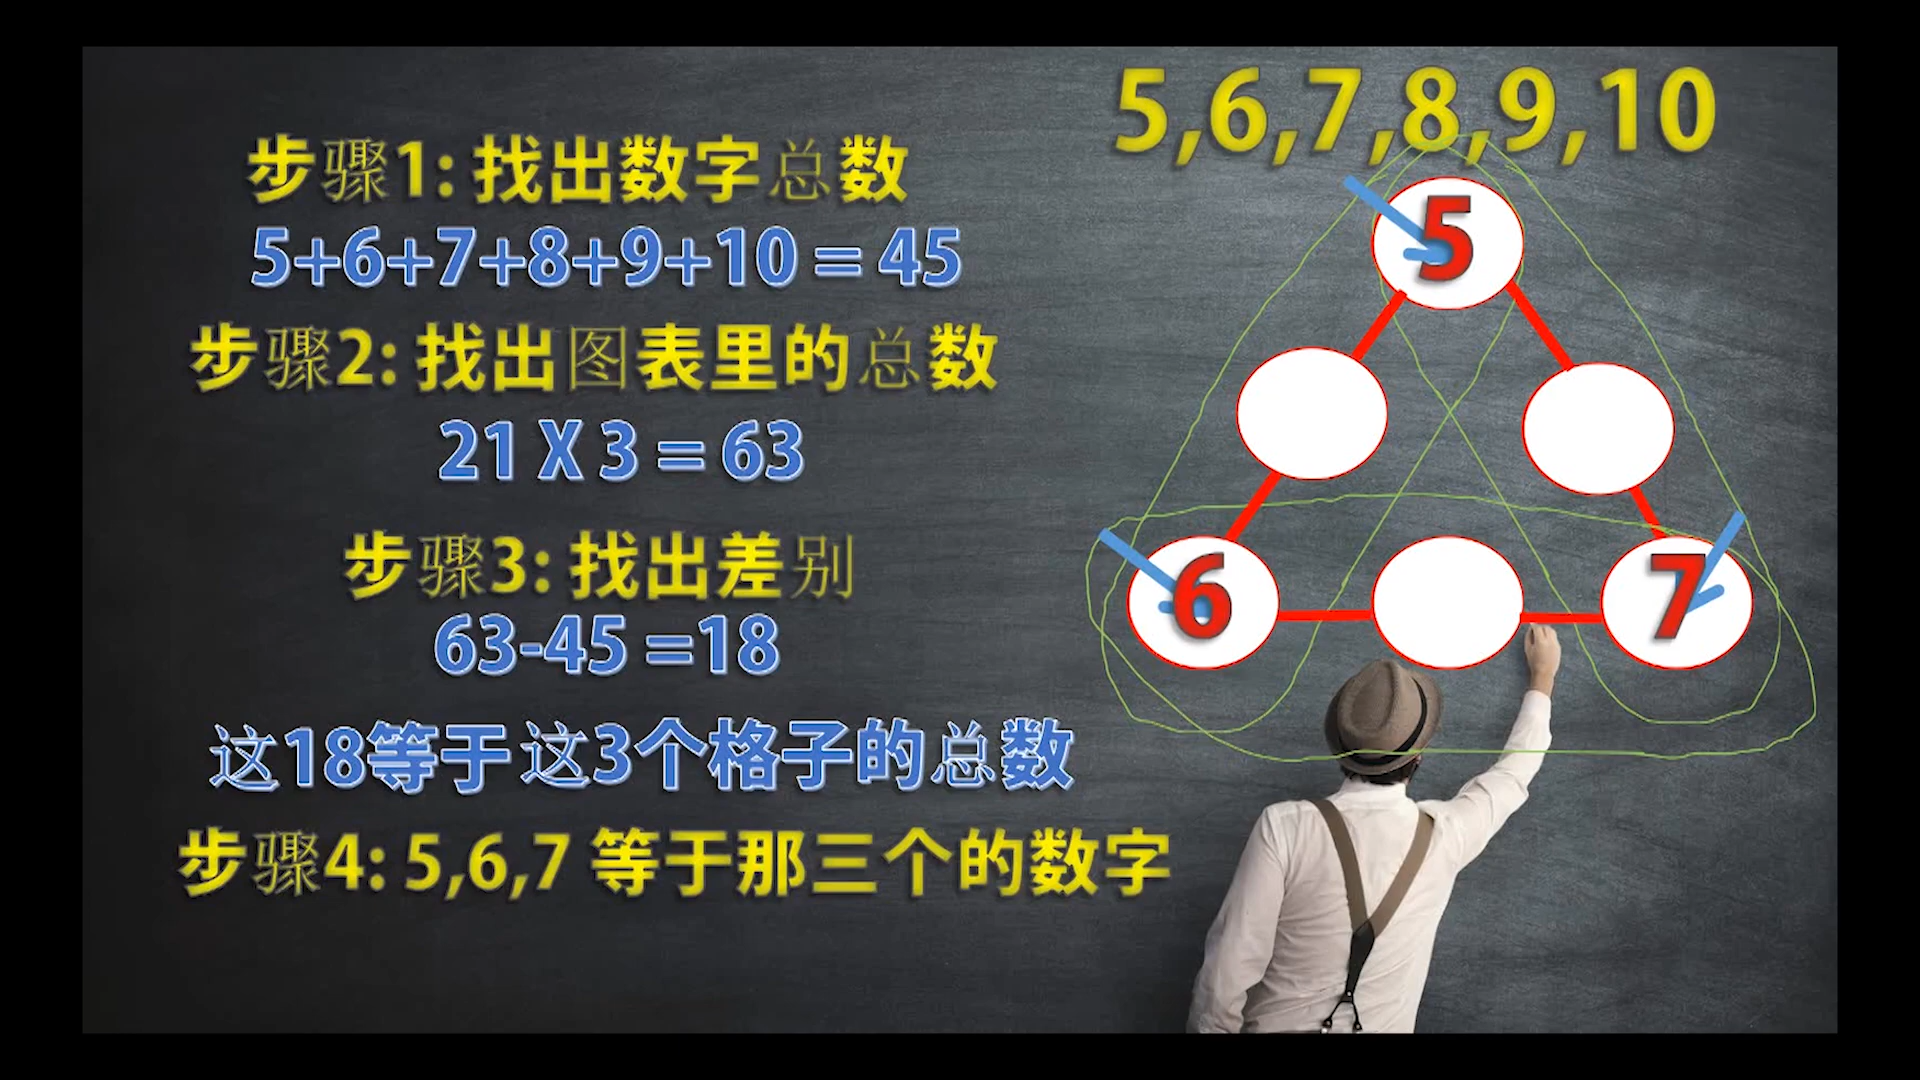 5,6,7,8,9,10
步骤1: 找出数字总数
5+6+7+8+9+10 = 45
步骤2: 找出图表里的总数
21 X 3 = 63
步骤3: 找出差别
63-45 =18
这18等于这3个格子的总数
步骤4: 5,6,7 等于那三个的数字
5
6
7